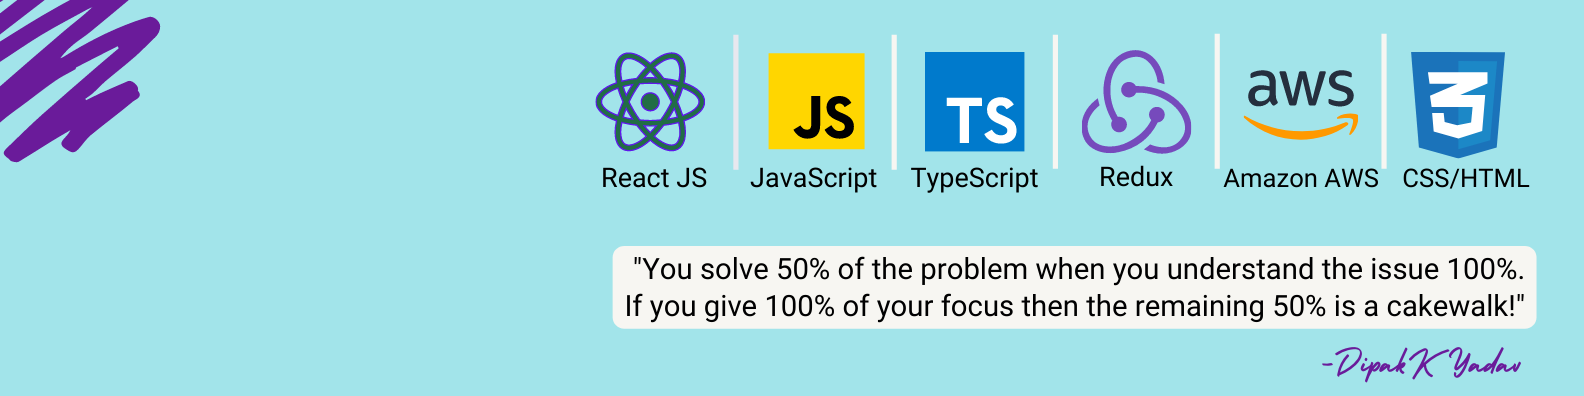 JS
TS
aws
3
React JS
JavaScript
TypeScript
Redux
Amazon AWS
CSS/HTML
"You solve 50% of the problem when you understand the issue 100%.
If you give 100% of your focus then the remaining 50% is a cakewalk!"
-Dipak K Yadav